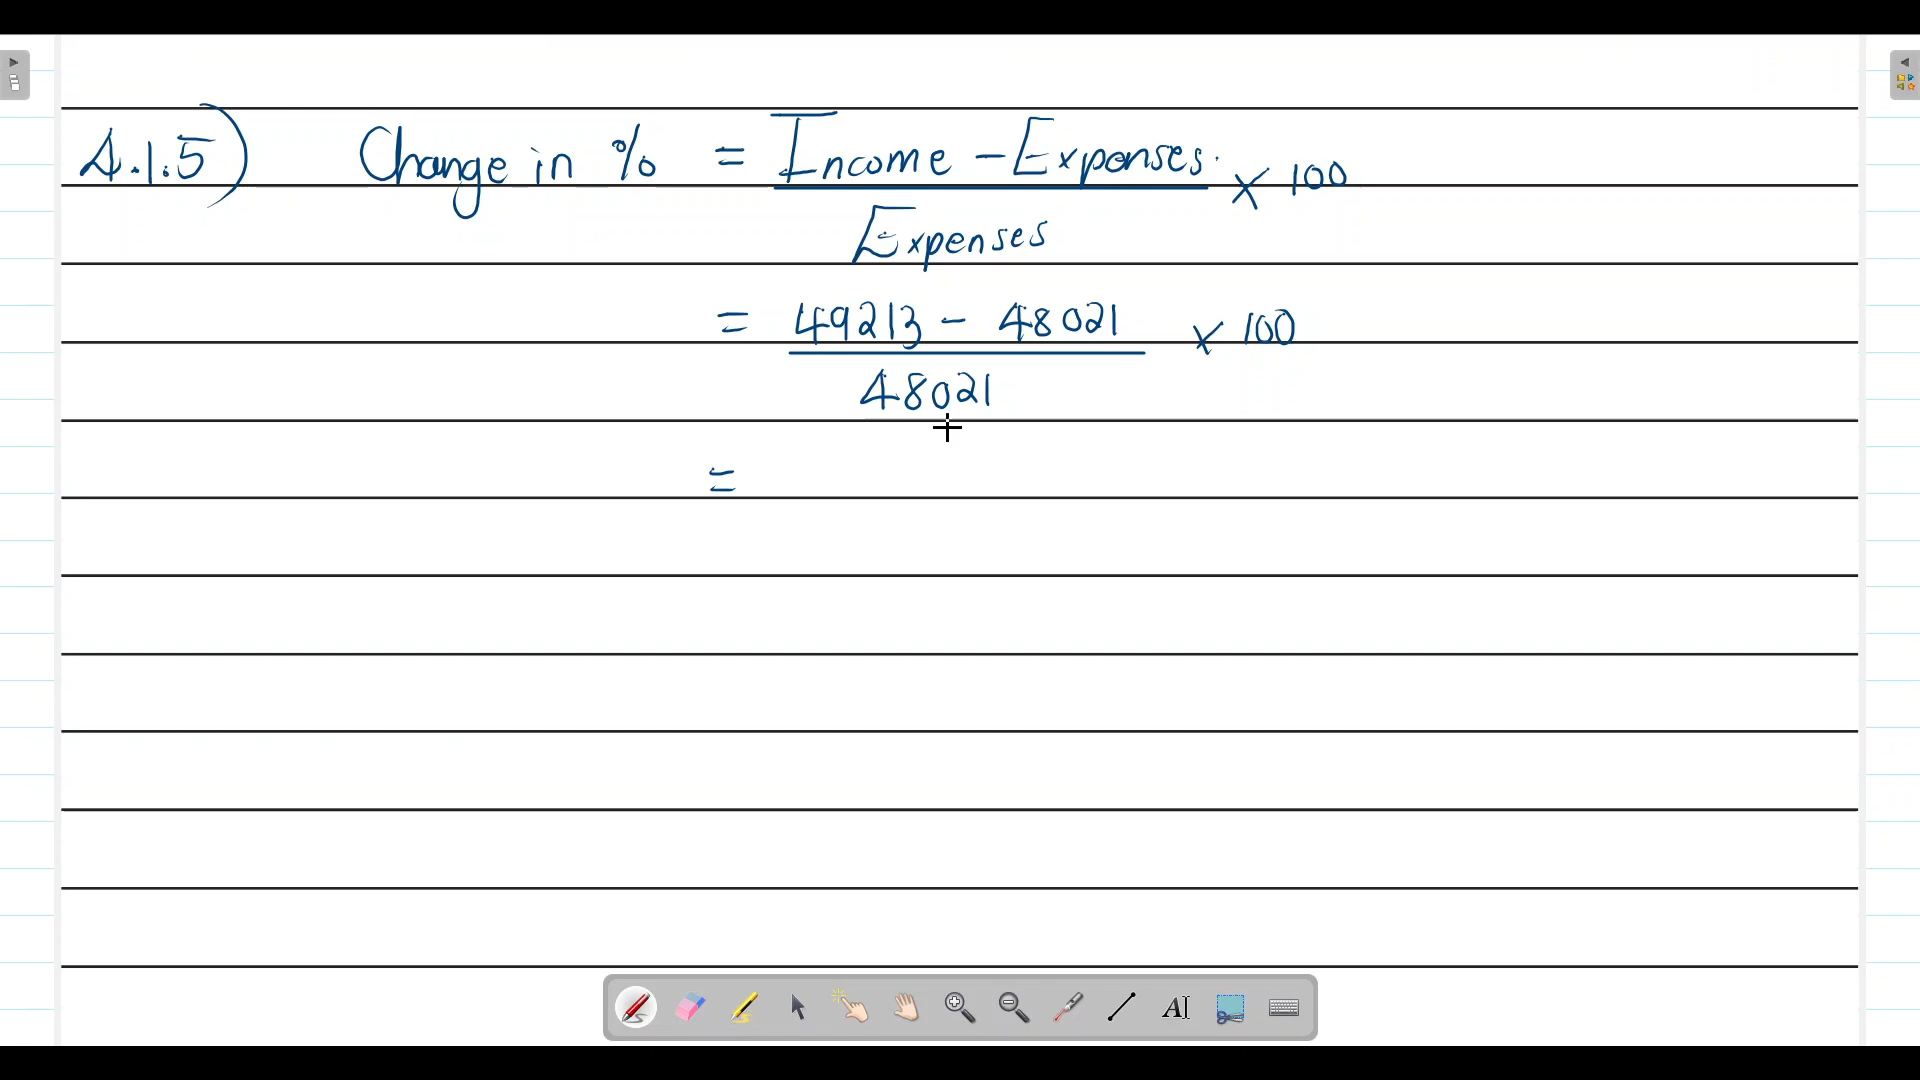 4.1.5) Change in % = Income - Expenses x 100
Expenses
= 49213 - 48021 x 100
48021
=